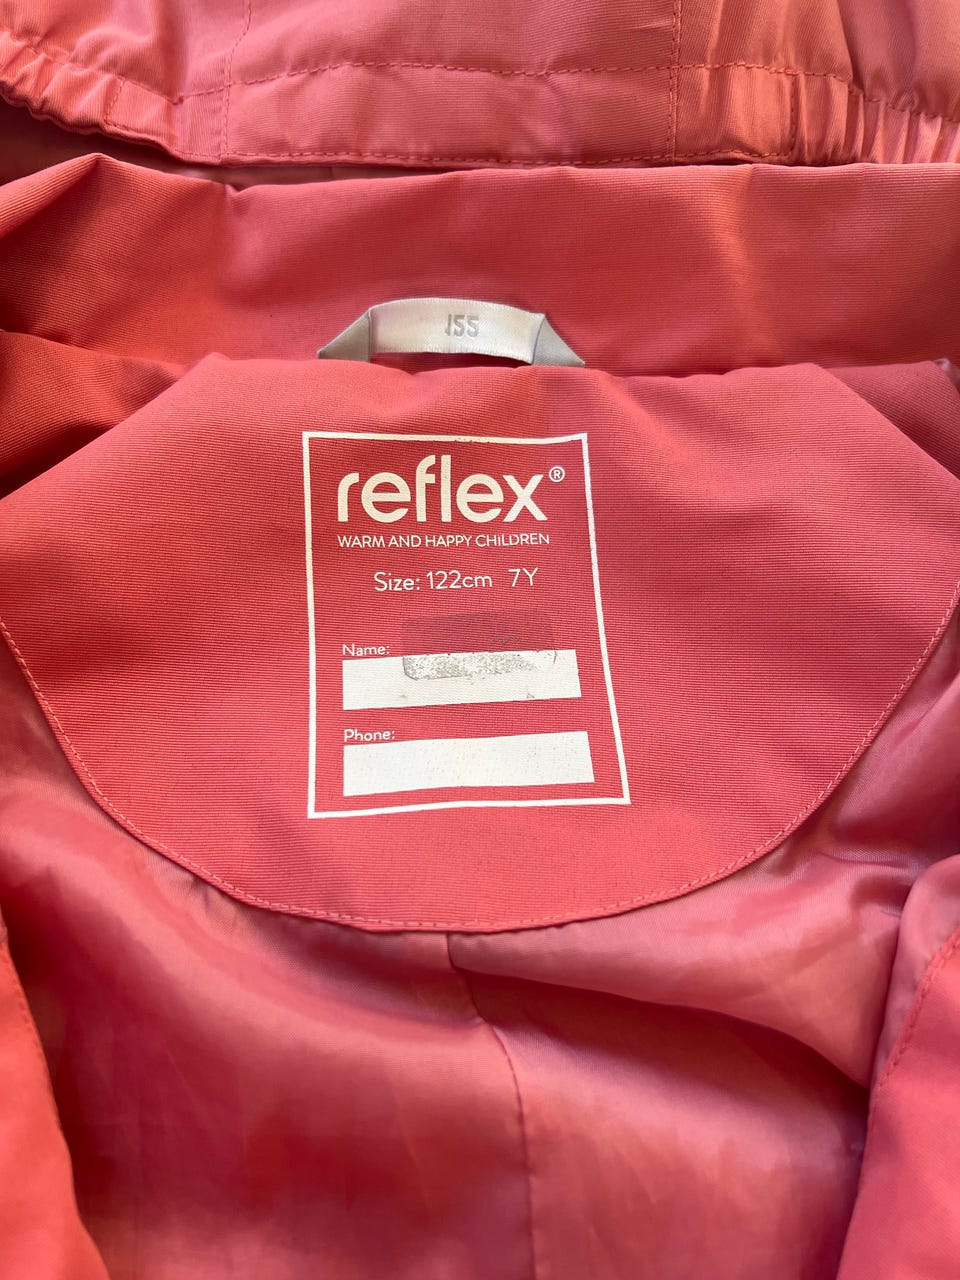 155
reflex®
WARM AND HAPPY CHiLDREN
Size: 122cm 7Y
Name:
Phone: